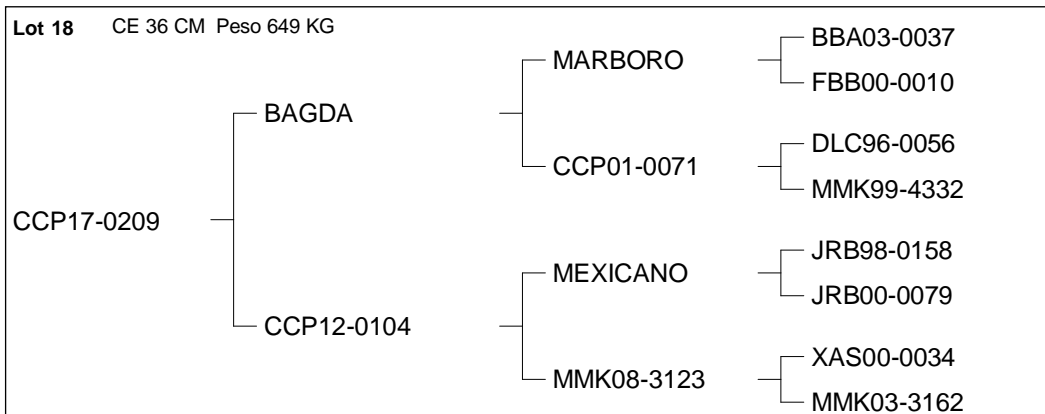 Lot 18 CE 36 CM Peso 649 KG
BBA03-0037
MARBORO
FBB00-0010
BAGDA
DLC96-0056
CCP01-0071
MMK99-4332
CCP17-0209
JRB98-0158
MEXICANO
JRB00-0079
CCP12-0104
XAS00-0034
MMK08-3123
MMK03-3162